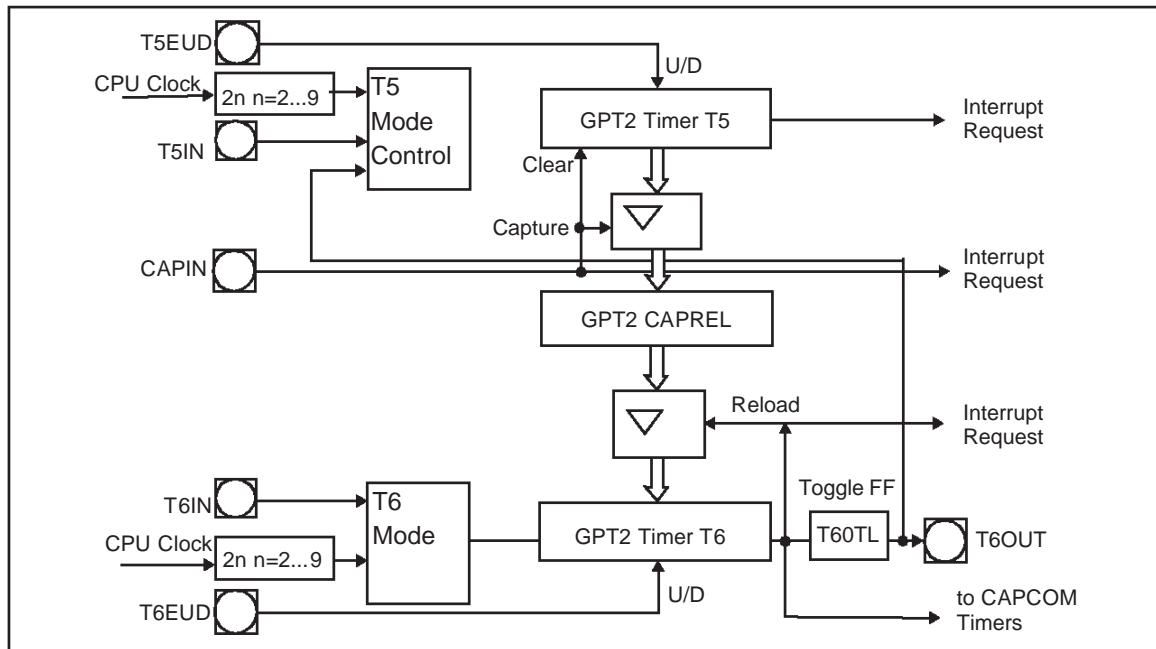 T5EUD
U/D
CPU Clock
2n n=2...9
T5
Mode
Control
GPT2 Timer T5
Interrupt
Request
T5IN
Clear
Capture
CAPIN
Interrupt
Request
GPT2 CAPREL
Reload
Interrupt
Request
T6IN
T6
Mode
Toggle FF
CPU Clock
2n n=2...9
GPT2 Timer T6
T60TL
T6OUT
T6EUD
U/D
to CAPCOM
Timers